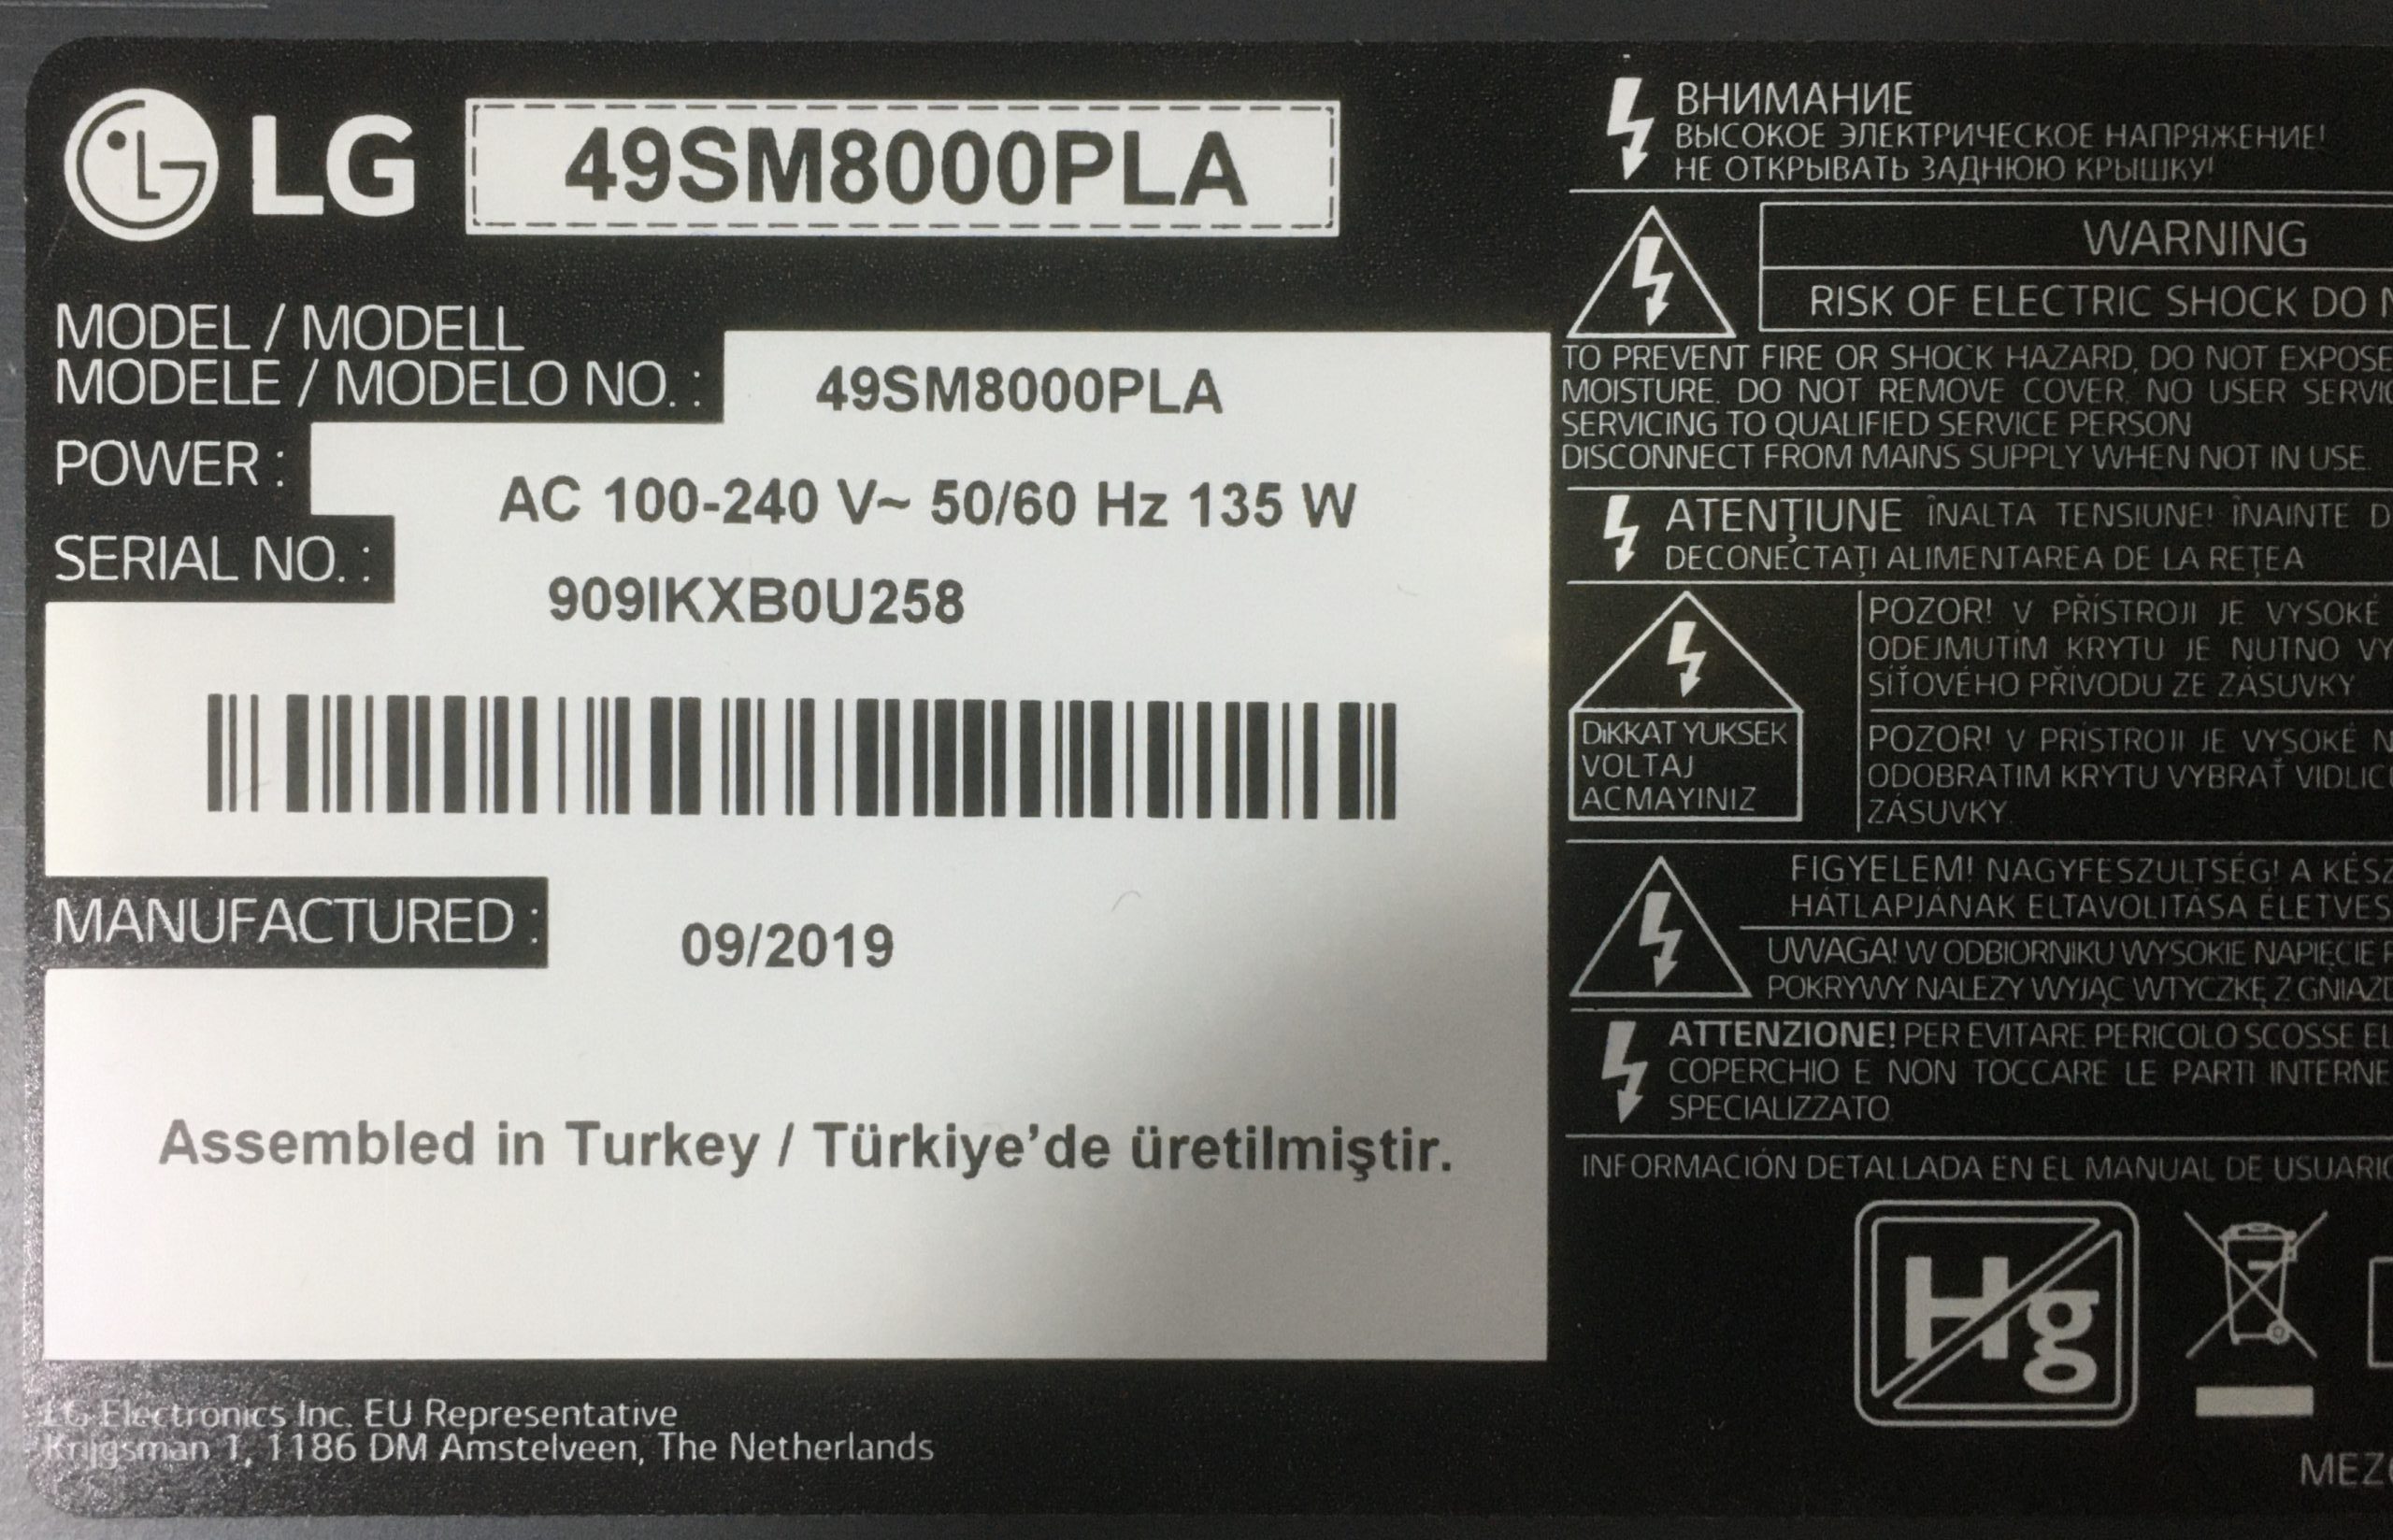 LG 49SM8000PLA
MODEL / MODELL
MODELE / MODELO NO. : 49SM8000PLA
POWER : AC 100-240 V~ 50/60 Hz 135 W
SERIAL NO. : 909IKXB0U258
MANUFACTURED : 09/2019
Assembled in Turkey / Türkiye'de üretilmiştir.
LG Electronics Inc. EU Representative
Krijgsman 1, 1186 DM Amstelveen, The Netherlands
ВНИМАНИЕ
ВЫСОКОЕ ЭЛЕКТРИЧЕСКОЕ НАПРЯЖЕНИЕ!
НЕ ОТКРЫВАТЬ ЗАДНЮЮ КРЫШКУ!
WARNING
RISK OF ELECTRIC SHOCK DO
TO PREVENT FIRE OR SHOCK HAZARD, DO NOT EXPOSE
MOISTURE. DO NOT REMOVE COVER. NO USER
SERVICING TO QUALIFIED SERVICE PERSON
DISCONNECT FROM MAINS SUPPLY WHEN NOT IN USE.
ATENŢIUNE ÎNALTA TENSIUNE! ÎNAINTE
DECONECTAŢI ALIMENTAREA DE LA REŢEA
DiKKAT YUKSEK
VOLTAJ
ACMAYINIZ
POZOR! V PŘÍSTROJI JE VYSOKÉ
ODEJMUTÍM KRYTU JE NUTNO
SÍŤOVÉHO PŘÍVODU ZE ZÁSUVKY.
POZOR! V PRÍSTROJI JE VYSOKÉ
ODOBRATIM KRYTU VYBRAŤ
ZÁSUVKY.
FIGYELEM! NAGYFESZULTSÉG! A
HÁTLAPJÁNAK ELTAVOLITÁSA
UWAGA! W ODBIORNIKU WYSOKIE NAPIĘCIE
POKRYWY NALEZY WYJĄC WTYCZKĘ Z
ATTENZIONE! PER EVITARE PERICOLO SCOSSE
COPERCHIO E NON TOCCARE LE PARTI INTERNE
SPECIALIZZATO.
INFORMACIÓN DETALLADA EN EL MANUAL DE
Hg